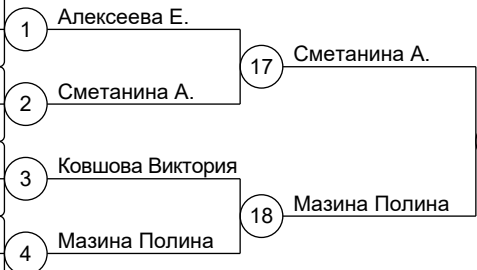 1 Алексеева Е.
17 Сметанина А.
2 Сметанина А.
3 Ковшова Виктория
18 Мазина Полина
4 Мазина Полина